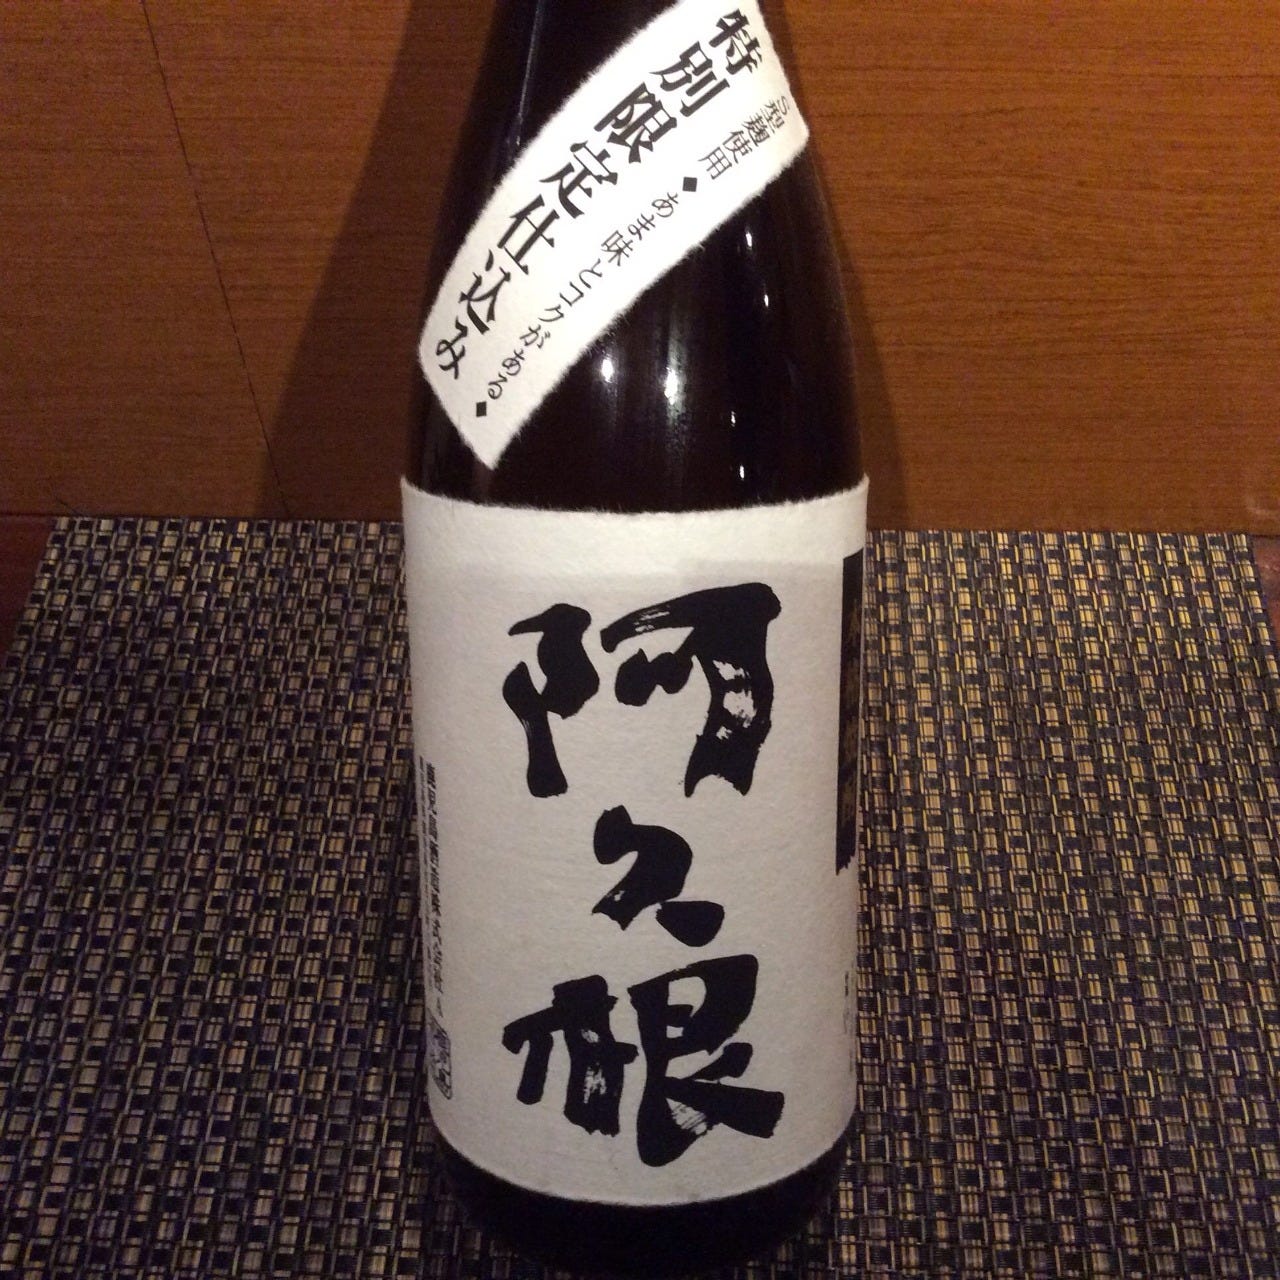 特別限定仕込み
S型麹使用◆あま味とコクがある◆
阿久根